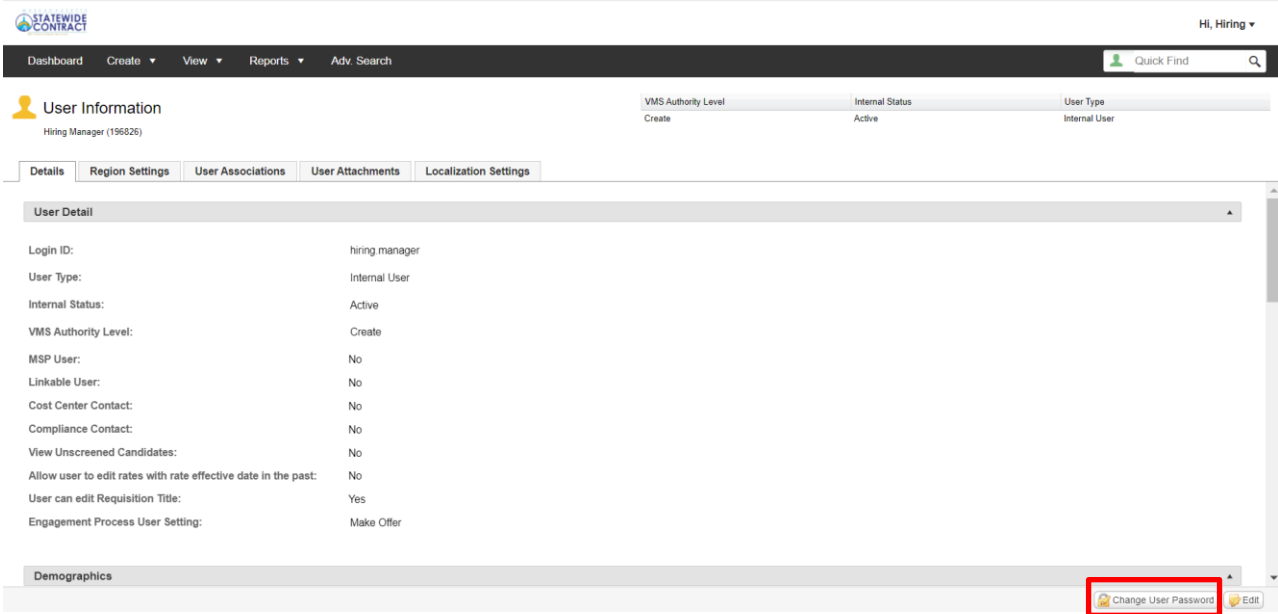 STATEWIDE
CONTRACT
Hi, Hiring ▾
Dashboard Create ▾ View ▾ Reports ▾ Adv. Search Quick Find
User Information
Hiring Manager (196826)
VMS Authority Level Internal Status User Type
Create Active Internal User
Details Region Settings User Associations User Attachments Localization Settings
User Detail
Login ID: hiring.manager
User Type: Internal User
Internal Status: Active
VMS Authority Level: Create
MSP User: No
Linkable User: No
Cost Center Contact: No
Compliance Contact: No
View Unscreened Candidates: No
Allow user to edit rates with rate effective date in the past: No
User can edit Requisition Title: Yes
Engagement Process User Setting: Make Offer
Demographics
Change User Password Edit